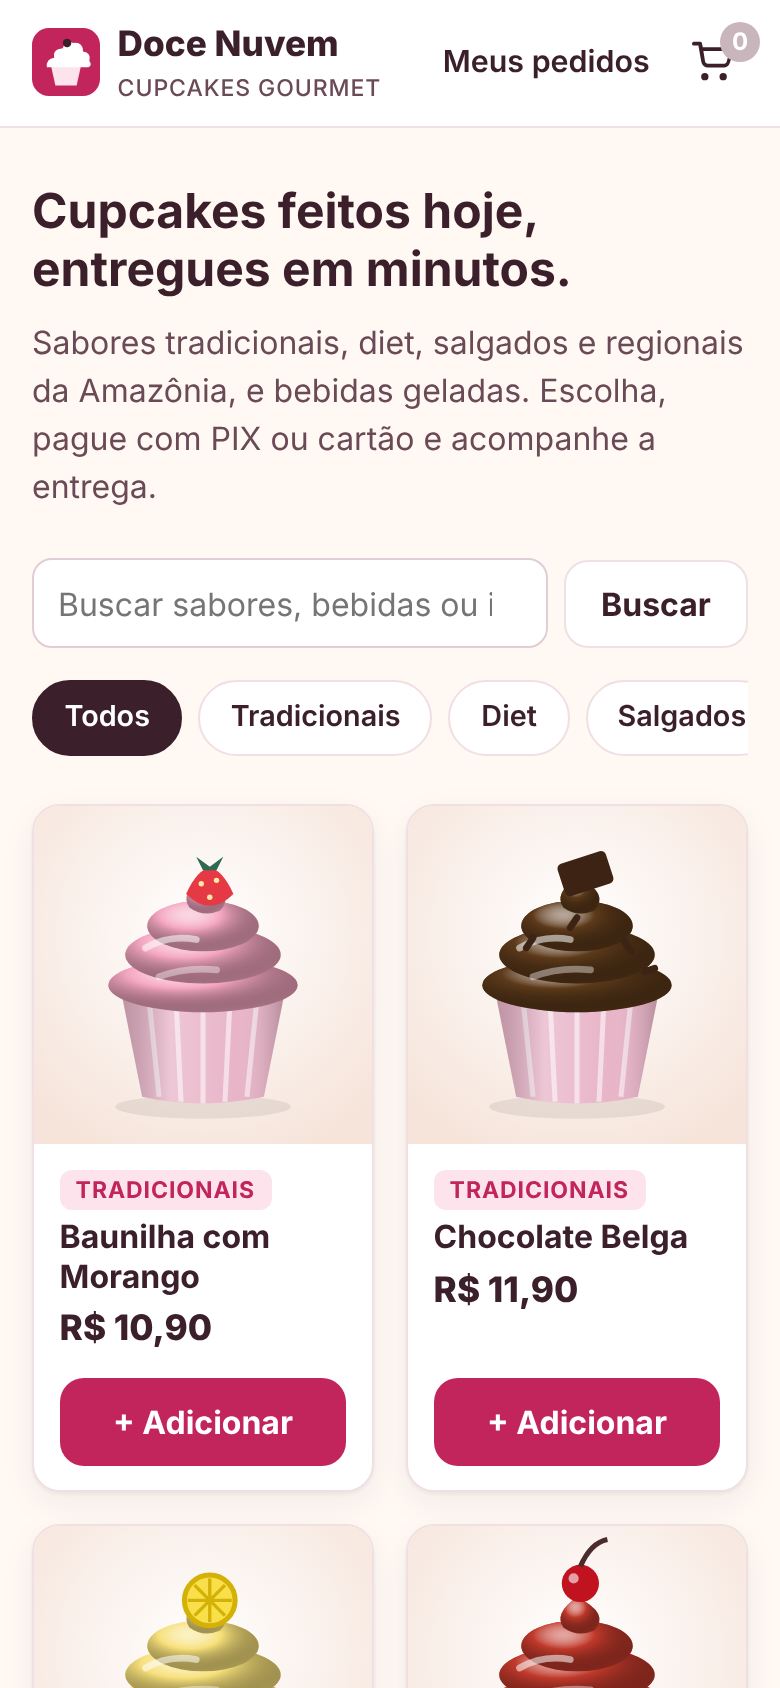 Doce Nuvem
CUPCAKES GOURMET
Meus pedidos
0
Cupcakes feitos hoje,
entregues em minutos.
Sabores tradicionais, diet, salgados e regionais
da Amazônia, e bebidas geladas. Escolha,
pague com PIX ou cartão e acompanhe a
entrega.
Buscar sabores, bebidas ou i
Buscar
Todos
Tradicionais
Diet
Salgados
TRADICIONAIS
Baunilha com
Morango
R$ 10,90
+ Adicionar
TRADICIONAIS
Chocolate Belga
R$ 11,90
+ Adicionar